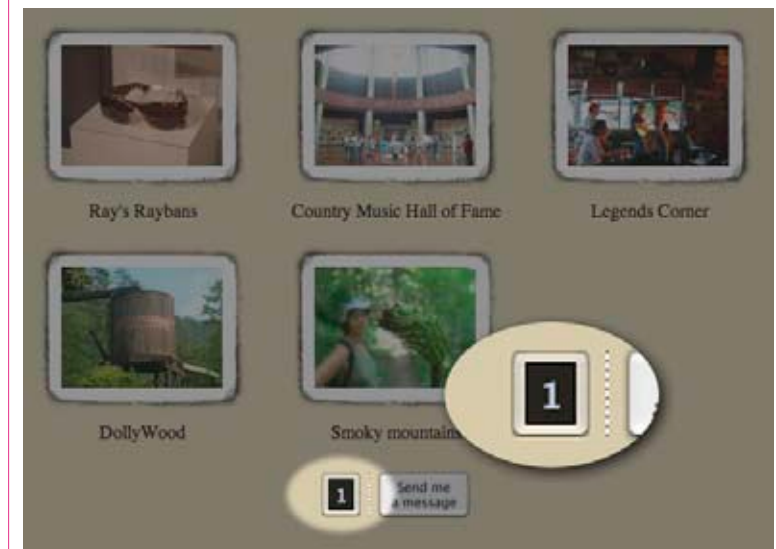 Ray's Raybans
Country Music Hall of Fame
Legends Corner
DollyWood
Smoky mountains
1
1
Send me
a message